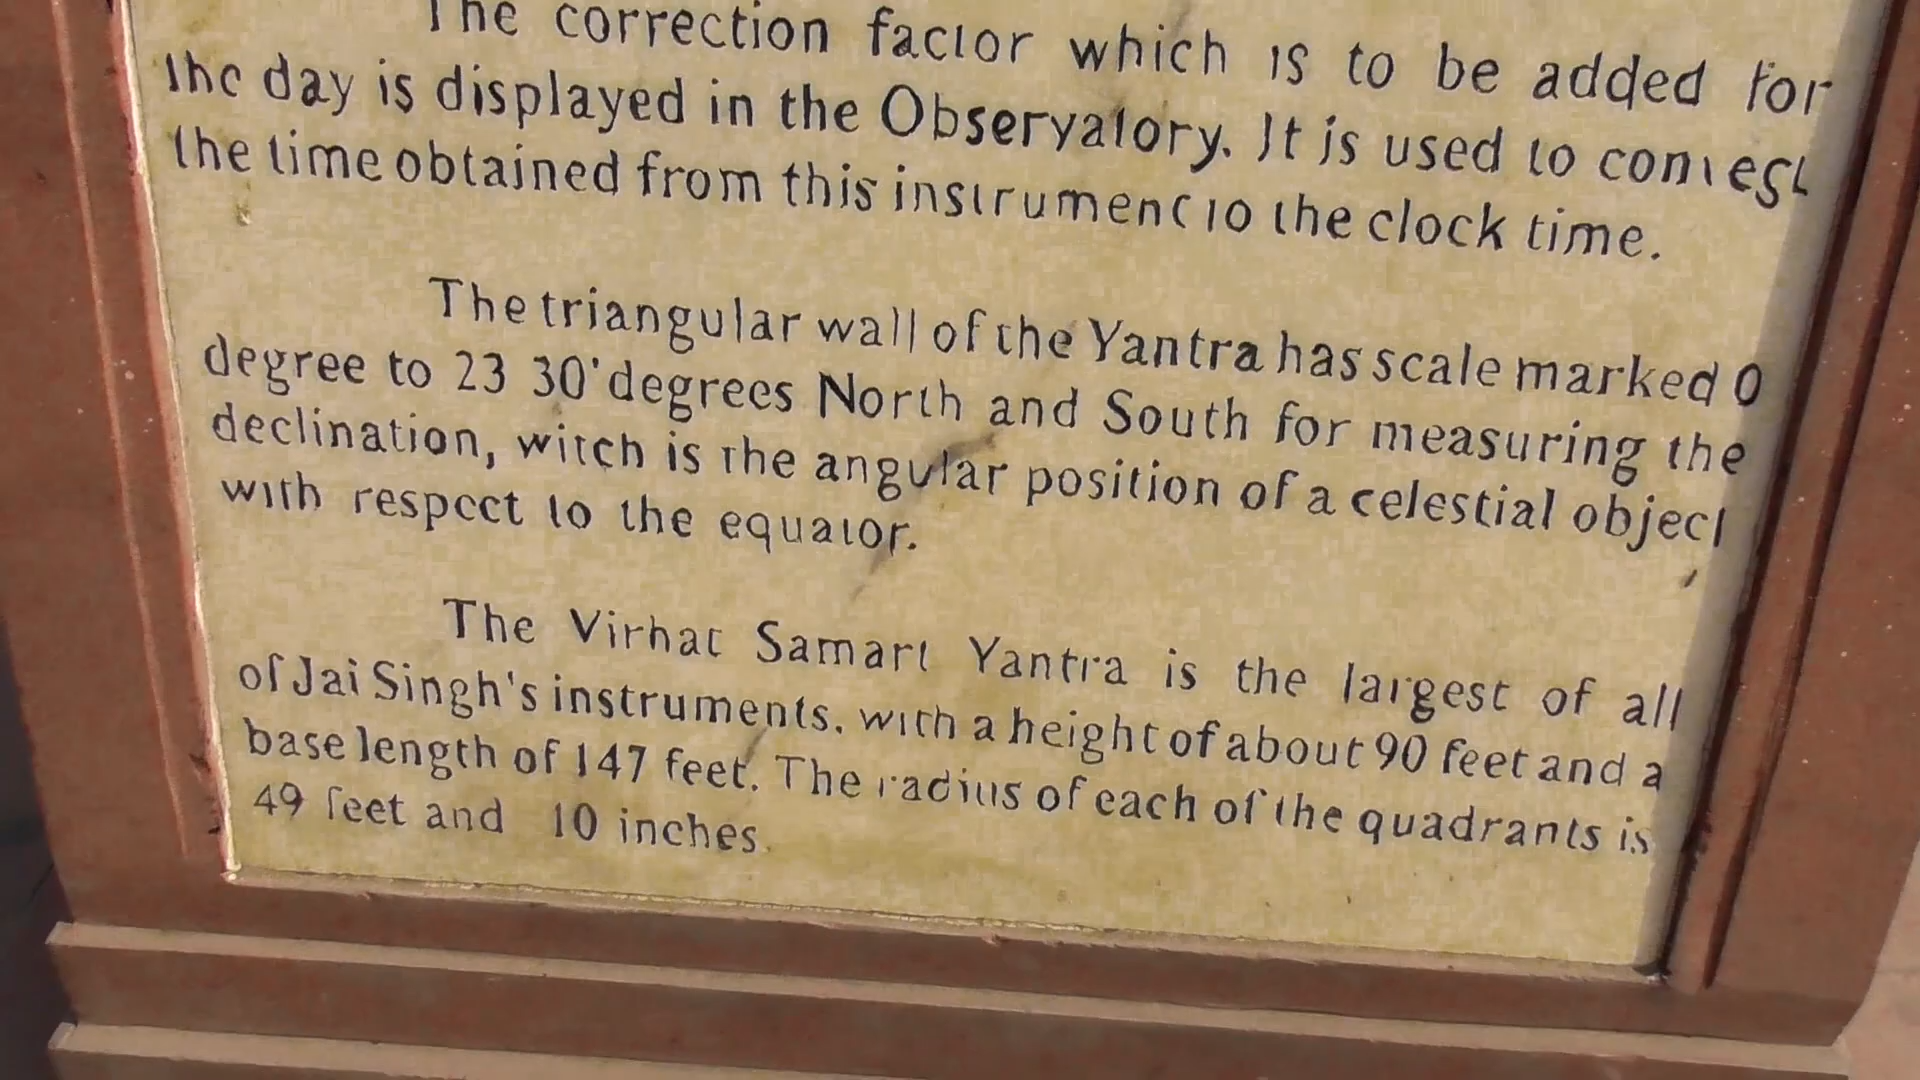 The correction factor which is to be added for
the day is displayed in the Observatory. It is used to
the time obtained from this instrument to the clock time.
The triangular wall of the Yantra has scale marked 0
degree to 23 30' degrees North and South for measuring the
declination, witch is the angular position of a celestial object
with respect to the equator.
The Virhat Samart Yantra is the largest of all
of Jai Singh's instruments. with a height of about 90 feet and a
base length of 147 feet. The radius of each of the quadrants is
49 feet and 10 inches.